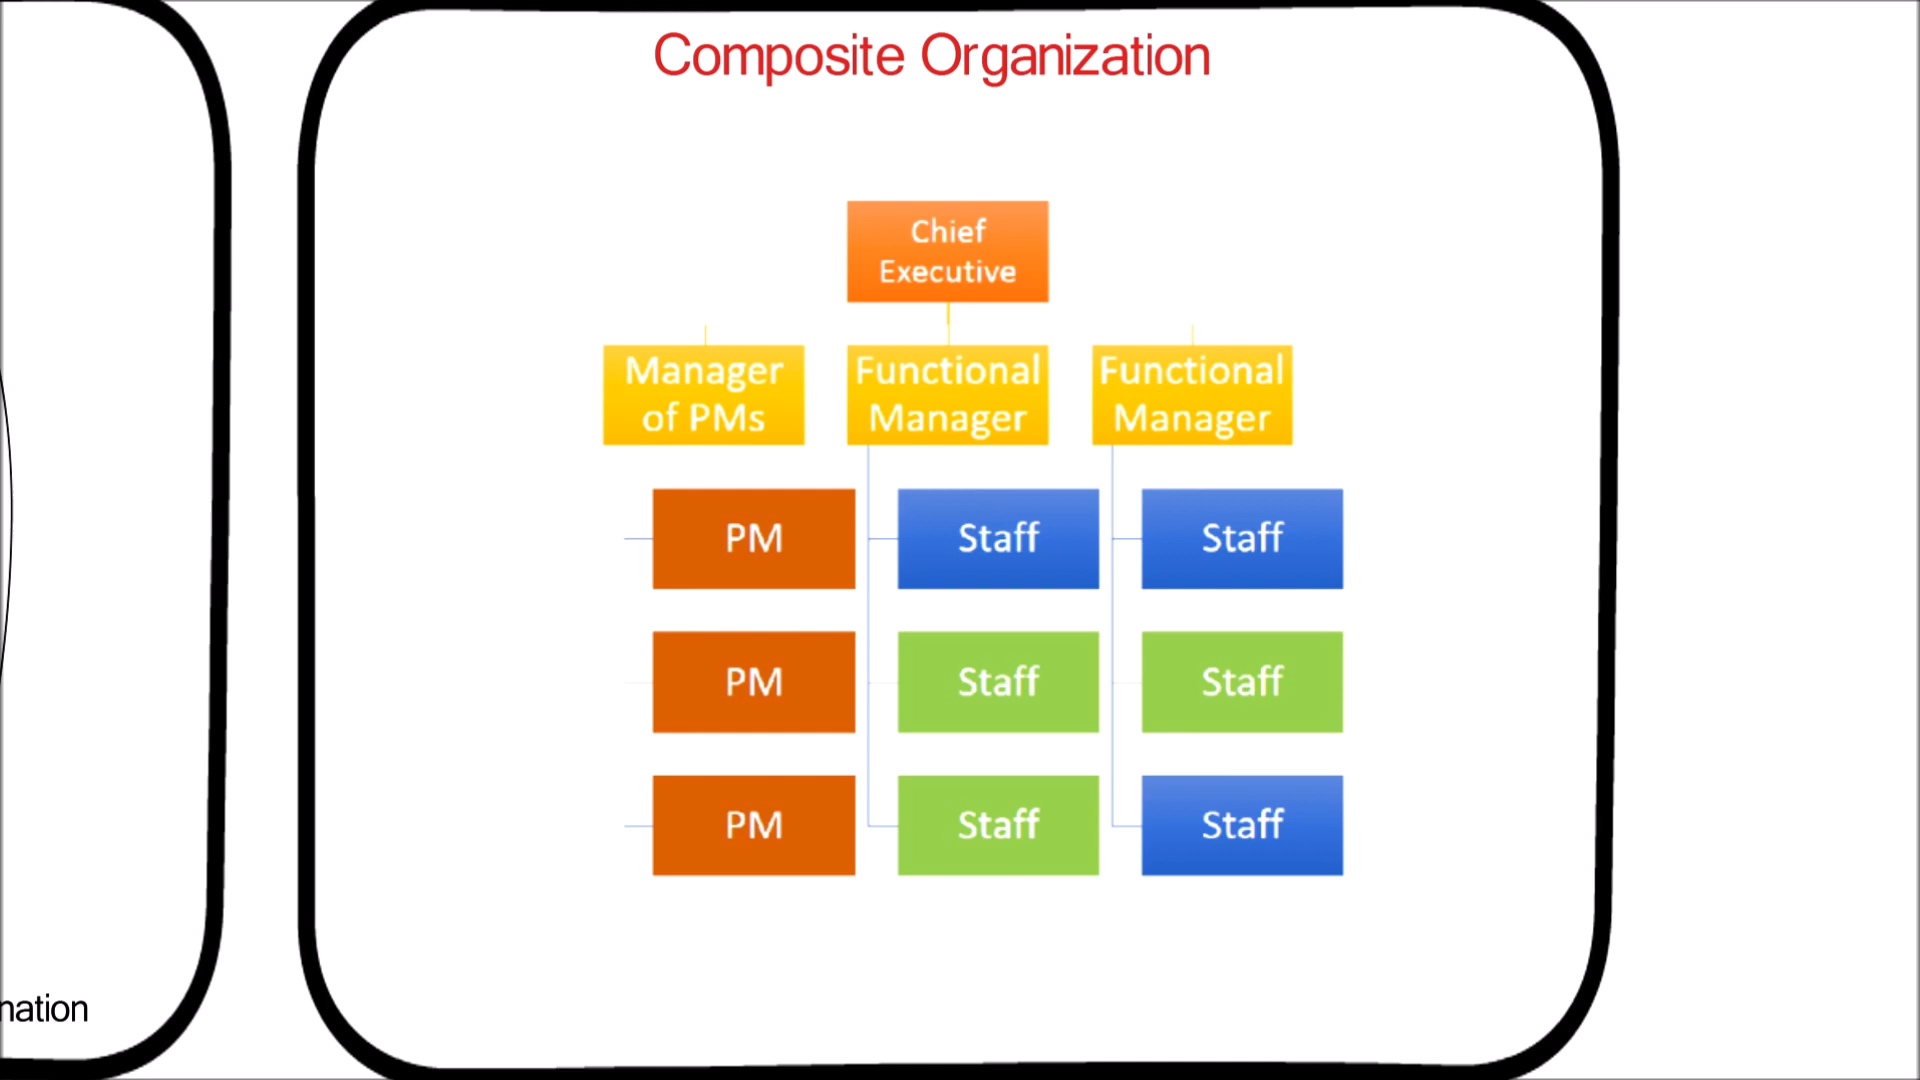 Composite Organization
Chief
Executive
Manager
of PMs
Functional
Manager
Functional
Manager
PM
Staff
Staff
PM
Staff
Staff
PM
Staff
Staff
nation